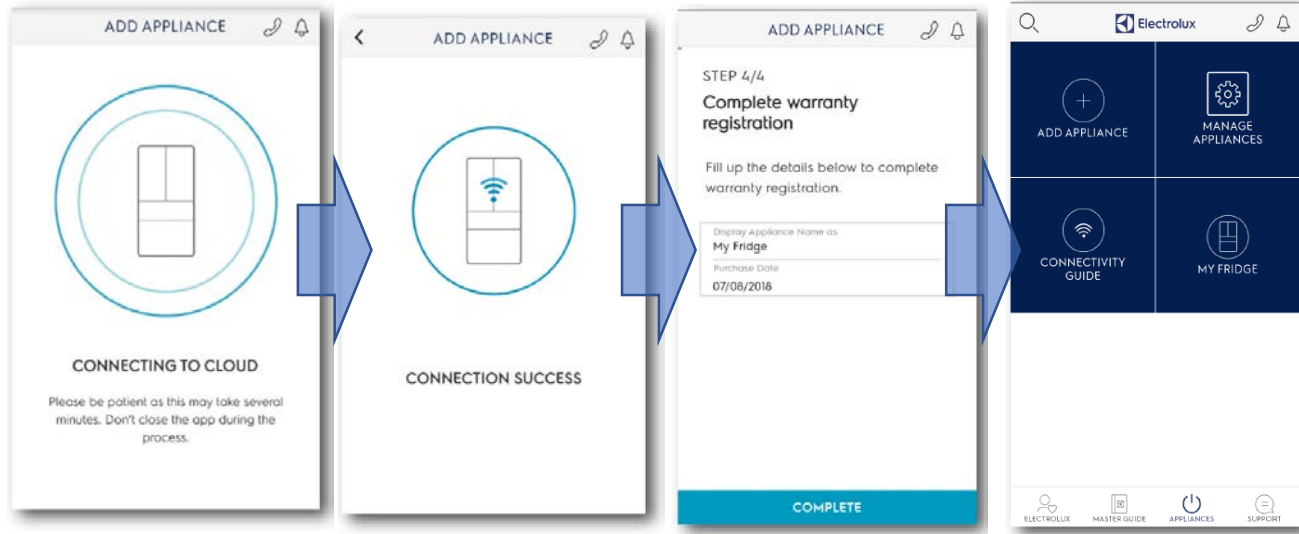 ADD APPLIANCE
CONNECTING TO CLOUD
Please be patient as this may take several
minutes. Don't close the app during the
process.
ADD APPLIANCE
CONNECTION SUCCESS
ADD APPLIANCE
STEP 4/4
Complete warranty
registration
Fill up the details below to complete
warranty registration.
Display Appliance Name as
My Fridge
Purchase Date
07/08/2018
COMPLETE
Electrolux
ADD APPLIANCE
MANAGE
APPLIANCES
CONNECTIVITY
GUIDE
MY FRIDGE
ELECTROLUX
MASTER GUIDE
APPLIANCES
SUPPORT